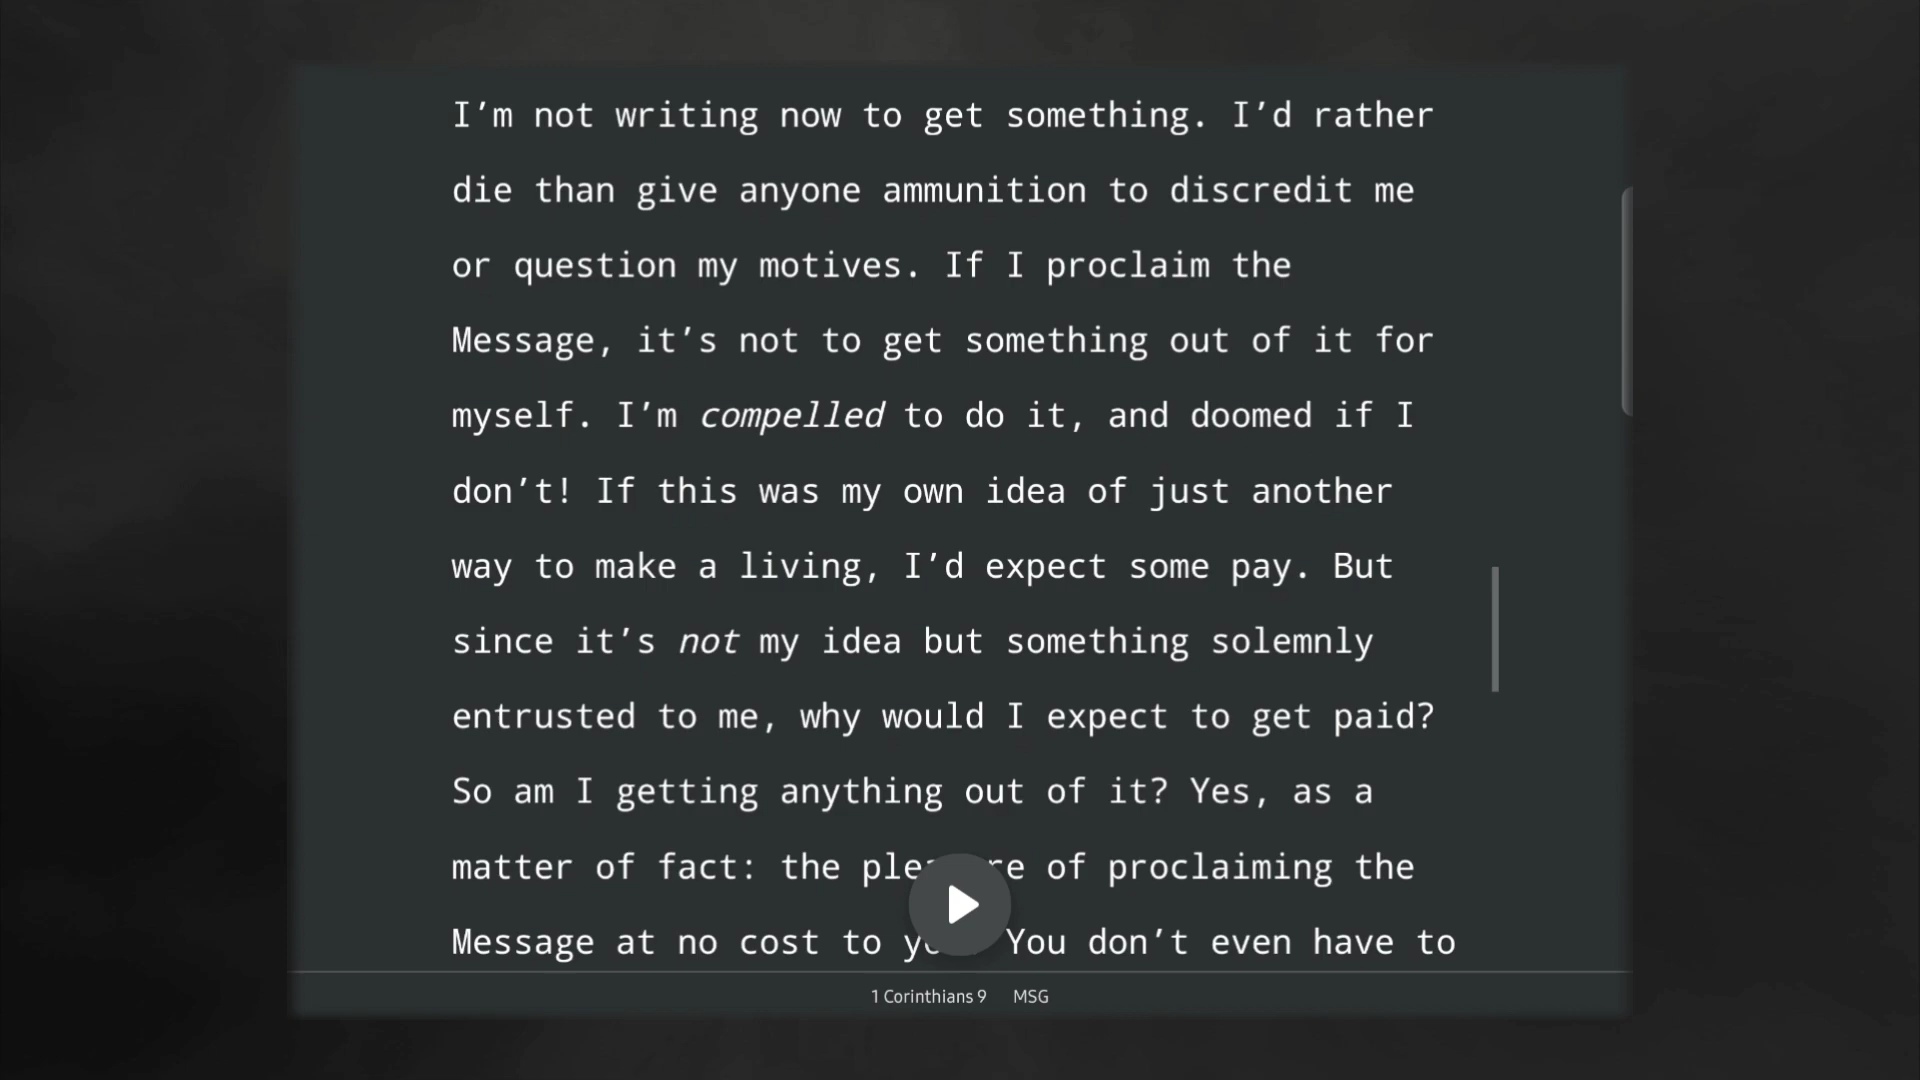 I’m not writing now to get something. I’d rather
die than give anyone ammunition to discredit me
or question my motives. If I proclaim the
Message, it’s not to get something out of it for
myself. I’m compelled to do it, and doomed if I
don’t! If this was my own idea of just another
way to make a living, I’d expect some pay. But
since it’s not my idea but something solemnly
entrusted to me, why would I expect to get paid?
So am I getting anything out of it? Yes, as a
matter of fact: the of proclaiming the
Message at no cost to You don’t even have to
1 Corinthians 9 MSG